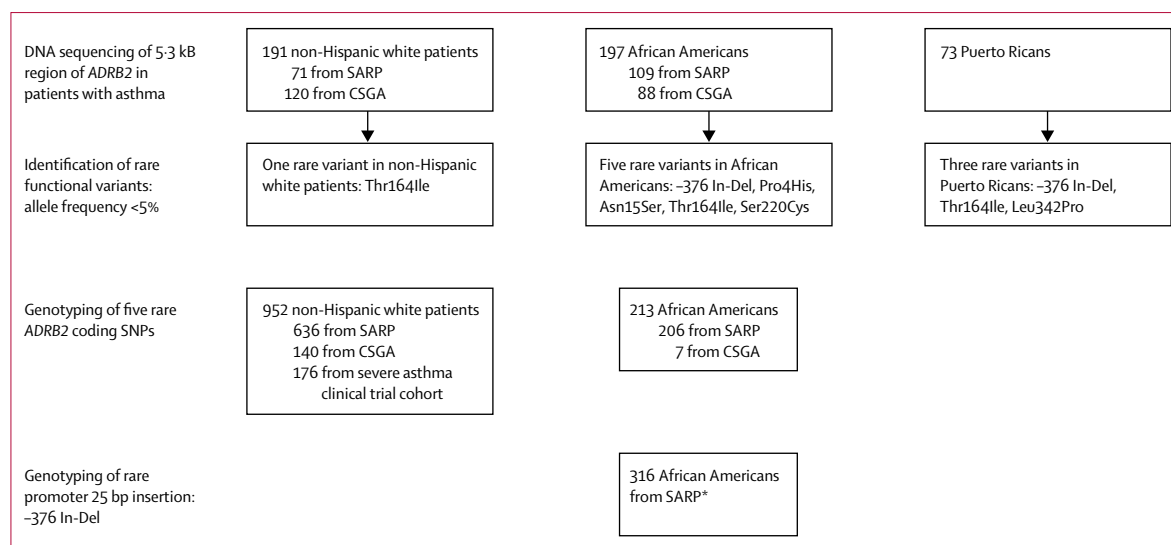 DNA sequencing of 5·3 kB
region of ADRB2 in
patients with asthma
191 non-Hispanic white patients
71 from SARP
120 from CSGA
197 African Americans
109 from SARP
88 from CSGA
73 Puerto Ricans
Identification of rare
functional variants:
allele frequency <5%
One rare variant in non-Hispanic
white patients: Thr164Ile
Five rare variants in African
Americans: –376 In-Del, Pro4His,
Asn15Ser, Thr164Ile, Ser220Cys
Three rare variants in
Puerto Ricans: –376 In-Del,
Thr164Ile, Leu342Pro
Genotyping of five rare
ADRB2 coding SNPs
952 non-Hispanic white patients
636 from SARP
140 from CSGA
176 from severe asthma
clinical trial cohort
213 African Americans
206 from SARP
7 from CSGA
Genotyping of rare
promoter 25 bp insertion:
–376 In-Del
316 African Americans
from SARP*